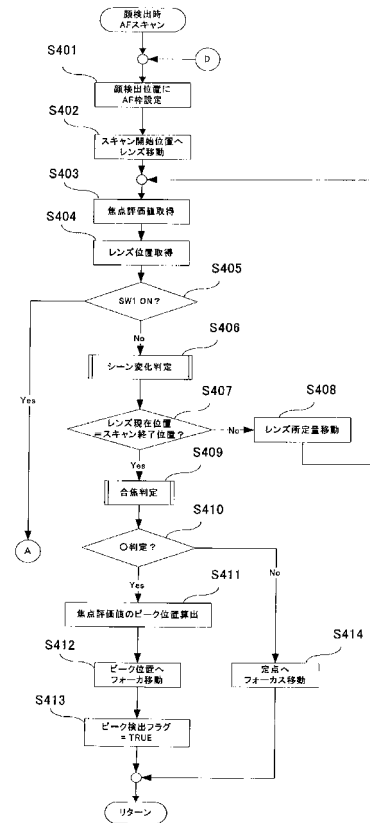 顔検出時
AFスキャン
D
S401
顔検出位置に
AF枠設定
S402
スキャン開始位置へ
レンズ移動
S403
焦点評価値取得
S404
レンズ位置取得
S405
SW1 ON?
No
Yes
S406
シーン変化判定
S407
レンズ現在位置
=スキャン終了位置?
No
S408
レンズ所定量移動
Yes
S409
合焦判定
A
S410
○判定?
Yes
No
S411
焦点評価値のピーク位置算出
S412
ピーク位置へ
フォーカス移動
S414
定点へ
フォーカス移動
S413
ピーク検出フラグ
= TRUE
リターン